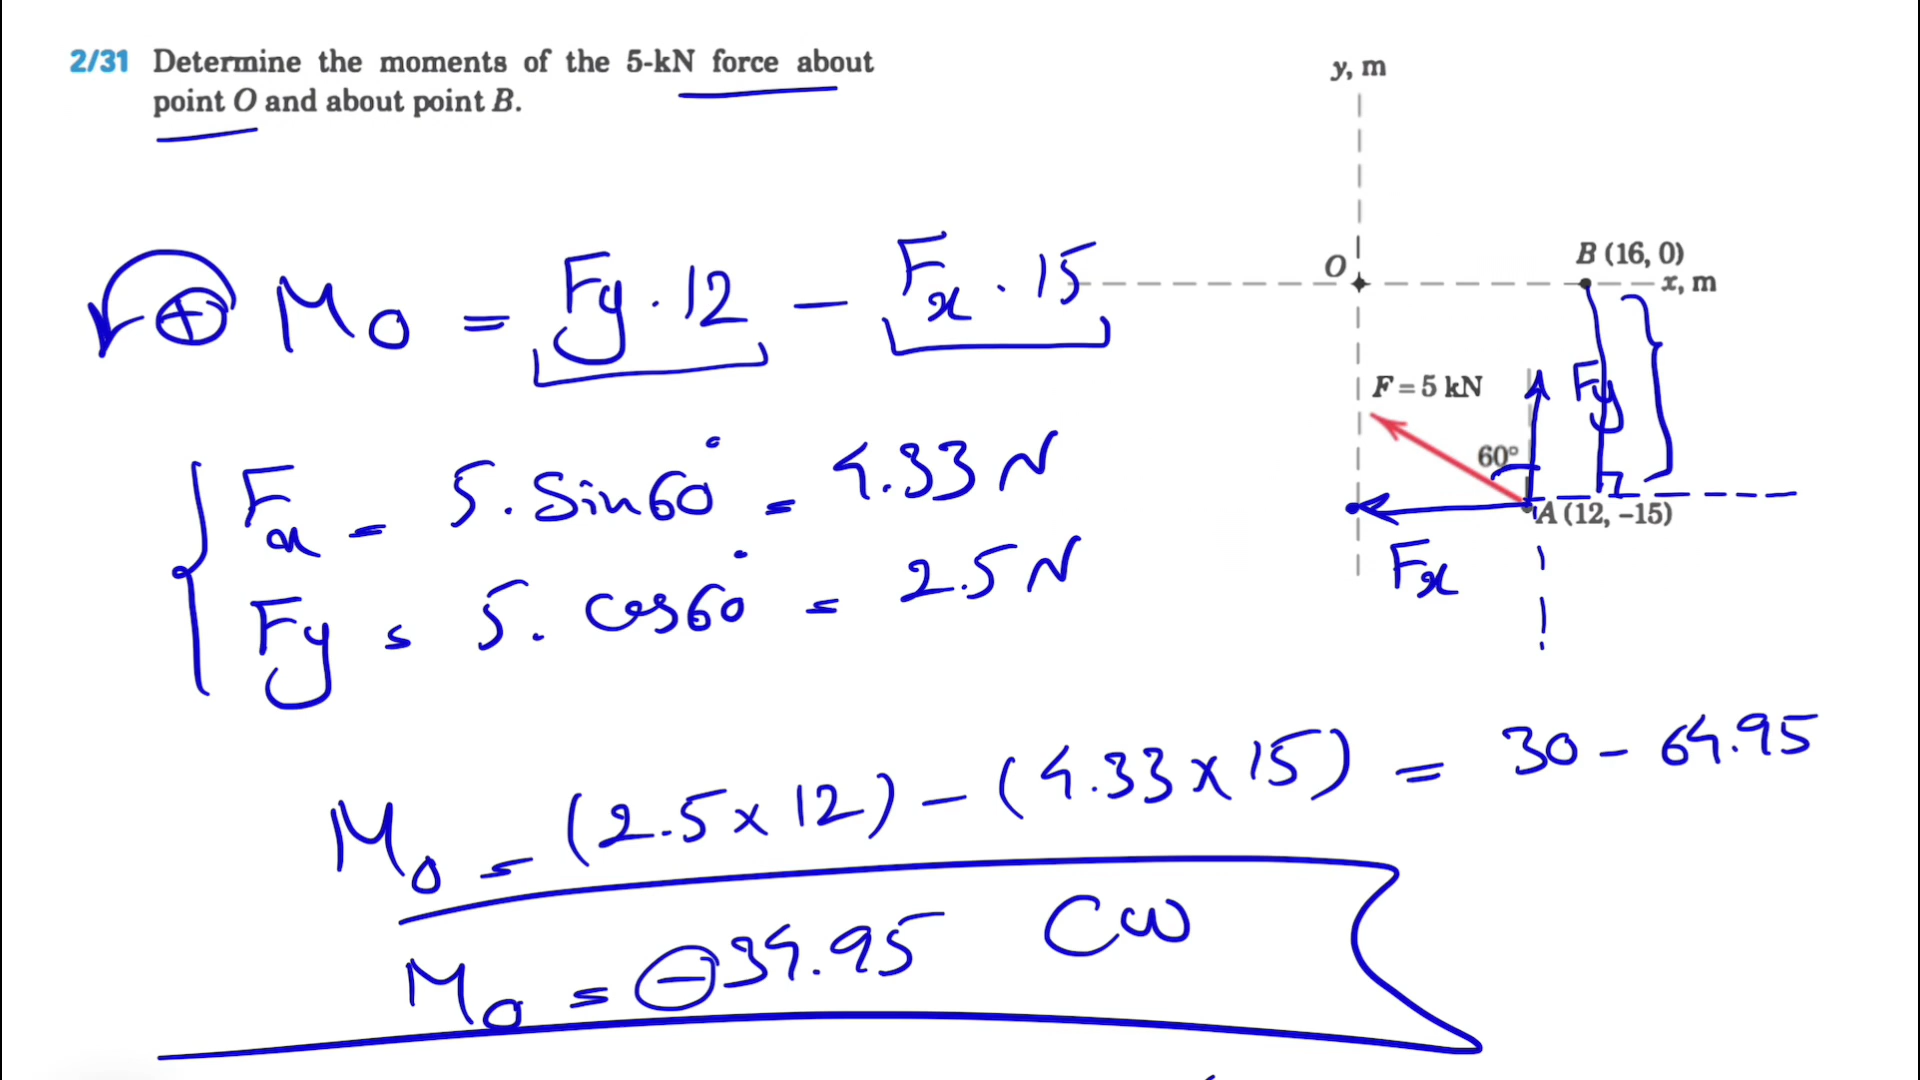 2/31 Determine the moments of the 5-kN force about
point O and about point B.
y, m
O
B (16, 0)
x, m
F = 5 kN
60°
A (12, –15)
Fy
Fx
+ Mo = Fy . 12 – Fx . 15
Fx = 5 . Sin60° = 4.33 N
Fy = 5 . cos60° = 2.5 N
Mo = (2.5 × 12) – (4.33 × 15) = 30 – 64.95
Mo = –34.95 CW